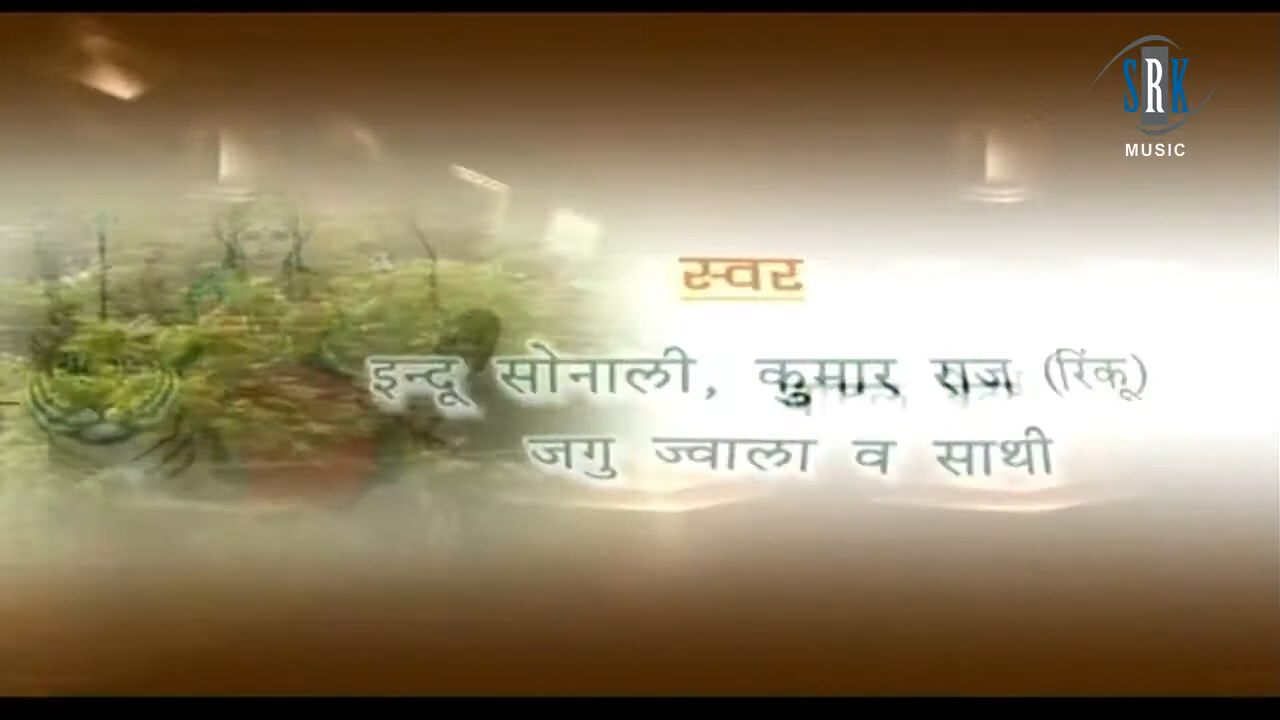 SRK
MUSIC
स्वर
इन्दू सोनाली, कुमार राज (रिंकू)
जगु ज्वाला व साथी